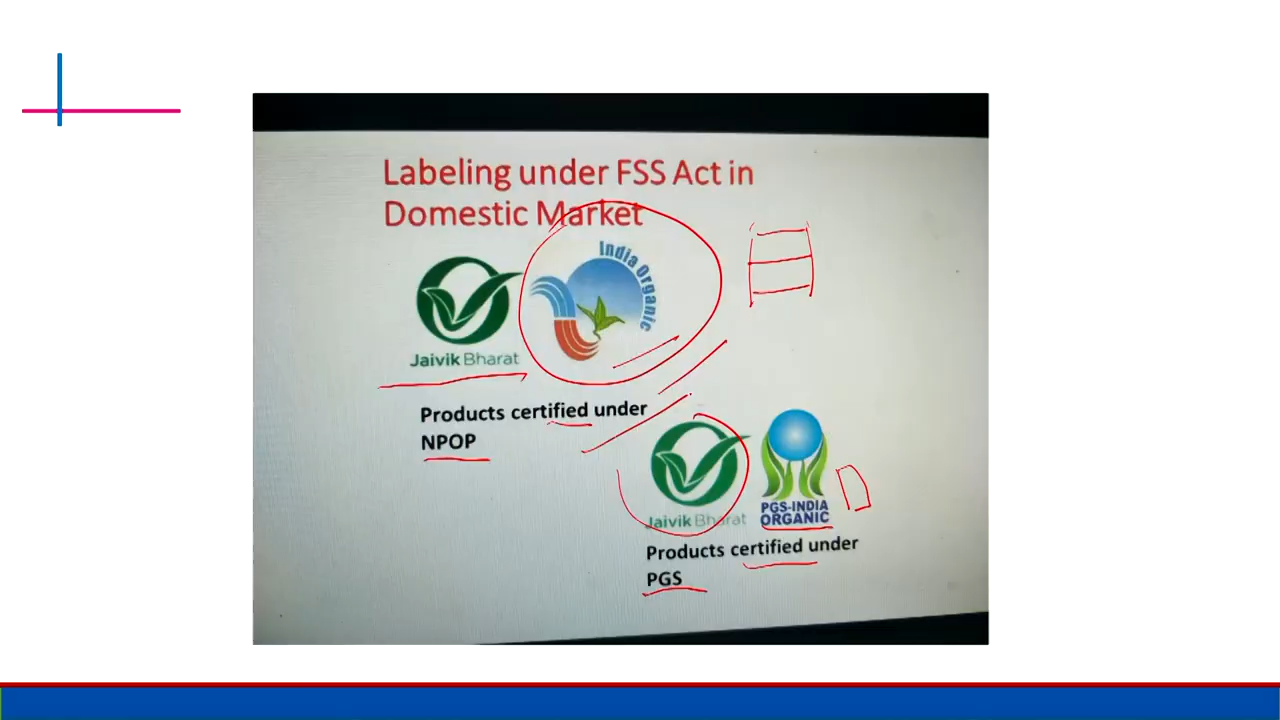 Labeling under FSS Act in
Domestic Market
India Organic
Jaivik Bharat
Products certified under
NPOP
Jaivik Bharat
PGS-INDIA
ORGANIC
Products certified under
PGS